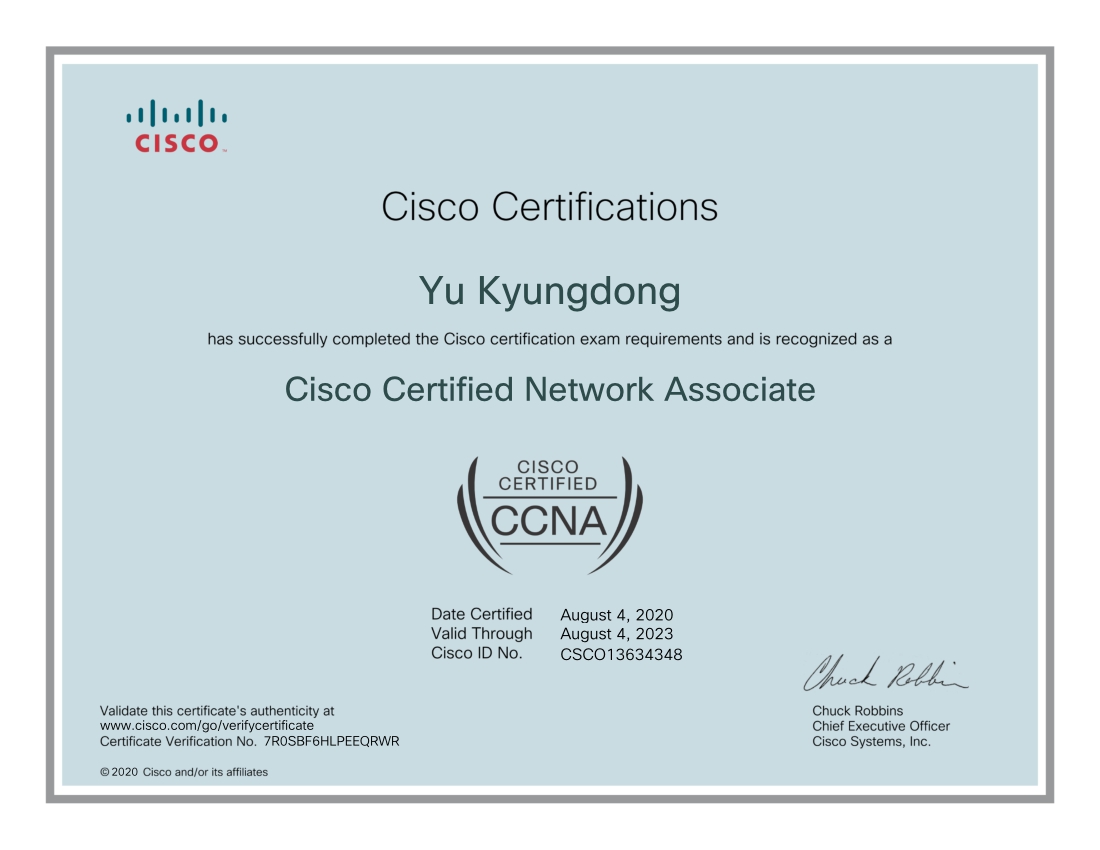 CISCO™
Cisco Certifications
Yu Kyungdong
has successfully completed the Cisco certification exam requirements and is recognized as a
Cisco Certified Network Associate
CISCO
CERTIFIED
CCNA
Date Certified August 4, 2020
Valid Through August 4, 2023
Cisco ID No. CSCO13634348
Chuck Robbins
Validate this certificate's authenticity at
www.cisco.com/go/verifycertificate
Certificate Verification No. 7R0SBF6HLPEEQRWR
© 2020 Cisco and/or its affiliates
Chuck Robbins
Chief Executive Officer
Cisco Systems, Inc.